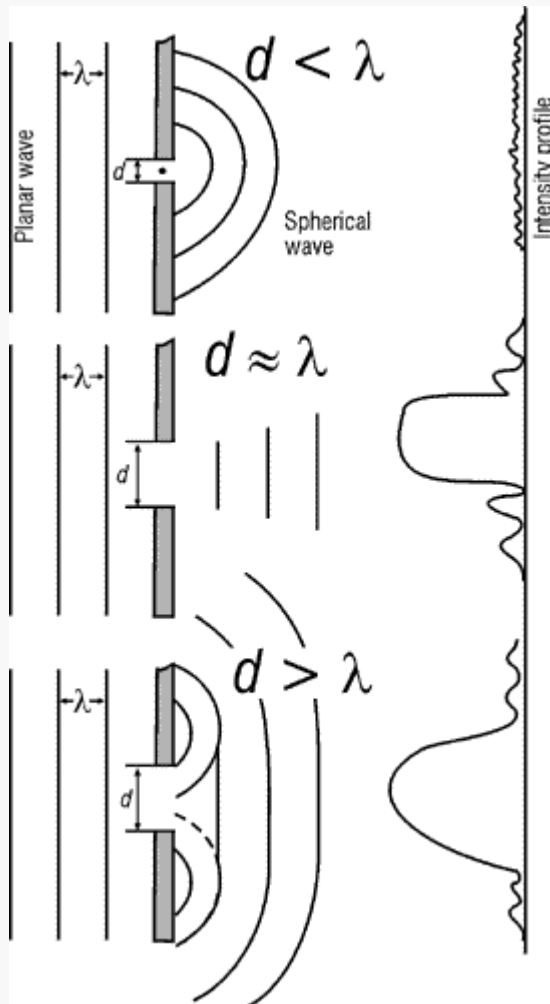 Planar wave
λ
d
d < λ
Spherical
wave
Intensity profile
λ
d
d ≈ λ
λ
d
d > λ